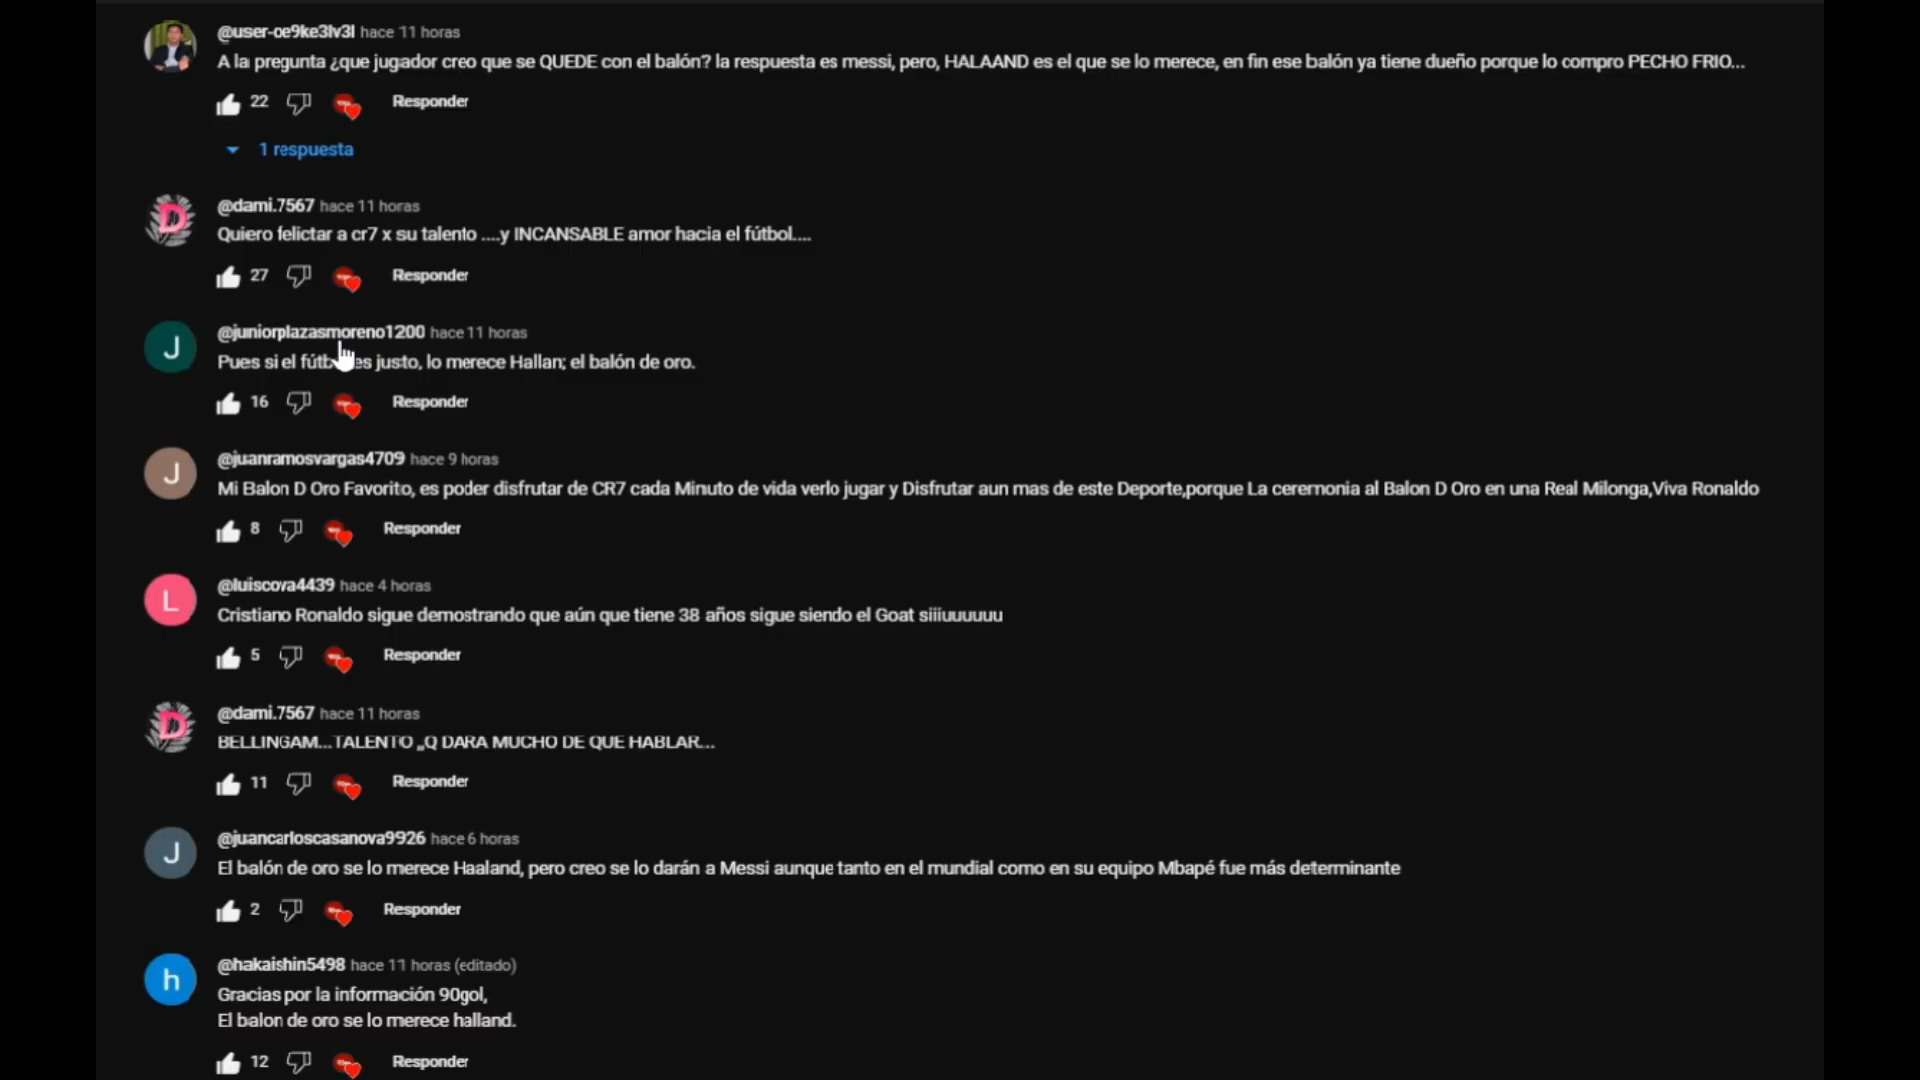 @user-oe9ke3lv3l hace 11 horas
A la pregunta ¿que jugador creo que se QUEDE con el balón? la respuesta es messi, pero, HALAAND es el que se lo merece, en fin ese balón ya tiene dueño porque lo compro PECHO FRIO...
22 Responder
1 respuesta
D
@dami.7567 hace 11 horas
Quiero felictar a cr7 x su talento ....y INCANSABLE amor hacia el fútbol....
27 Responder
J
@juniorplazasmoreno1200 hace 11 horas
Pues si el es justo, lo merece Hallan; el balón de oro.
16 Responder
J
@juanramosvargas4709 hace 9 horas
Mi Balon D Oro Favorito, es poder disfrutar de CR7 cada Minuto de vida verlo jugar y Disfrutar aun mas de este Deporte,porque La ceremonia al Balon D Oro en una Real Milonga,Viva Ronaldo
8 Responder
L
@luiscova4439 hace 4 horas
Cristiano Ronaldo sigue demostrando que aún que tiene 38 años sigue siendo el Goat siiiuuuuuu
5 Responder
D
@dami.7567 hace 11 horas
BELLINGAM...TALENTO ,,Q DARA MUCHO DE QUE HABLAR...
11 Responder
J
@juancarloscasanova9926 hace 6 horas
El balón de oro se lo merece Haaland, pero creo se lo darán a Messi aunque tanto en el mundial como en su equipo Mbapé fue más determinante
2 Responder
h
@hakaishin5498 hace 11 horas (editado)
Gracias por la información 90gol,
El balon de oro se lo merece halland.
12 Responder